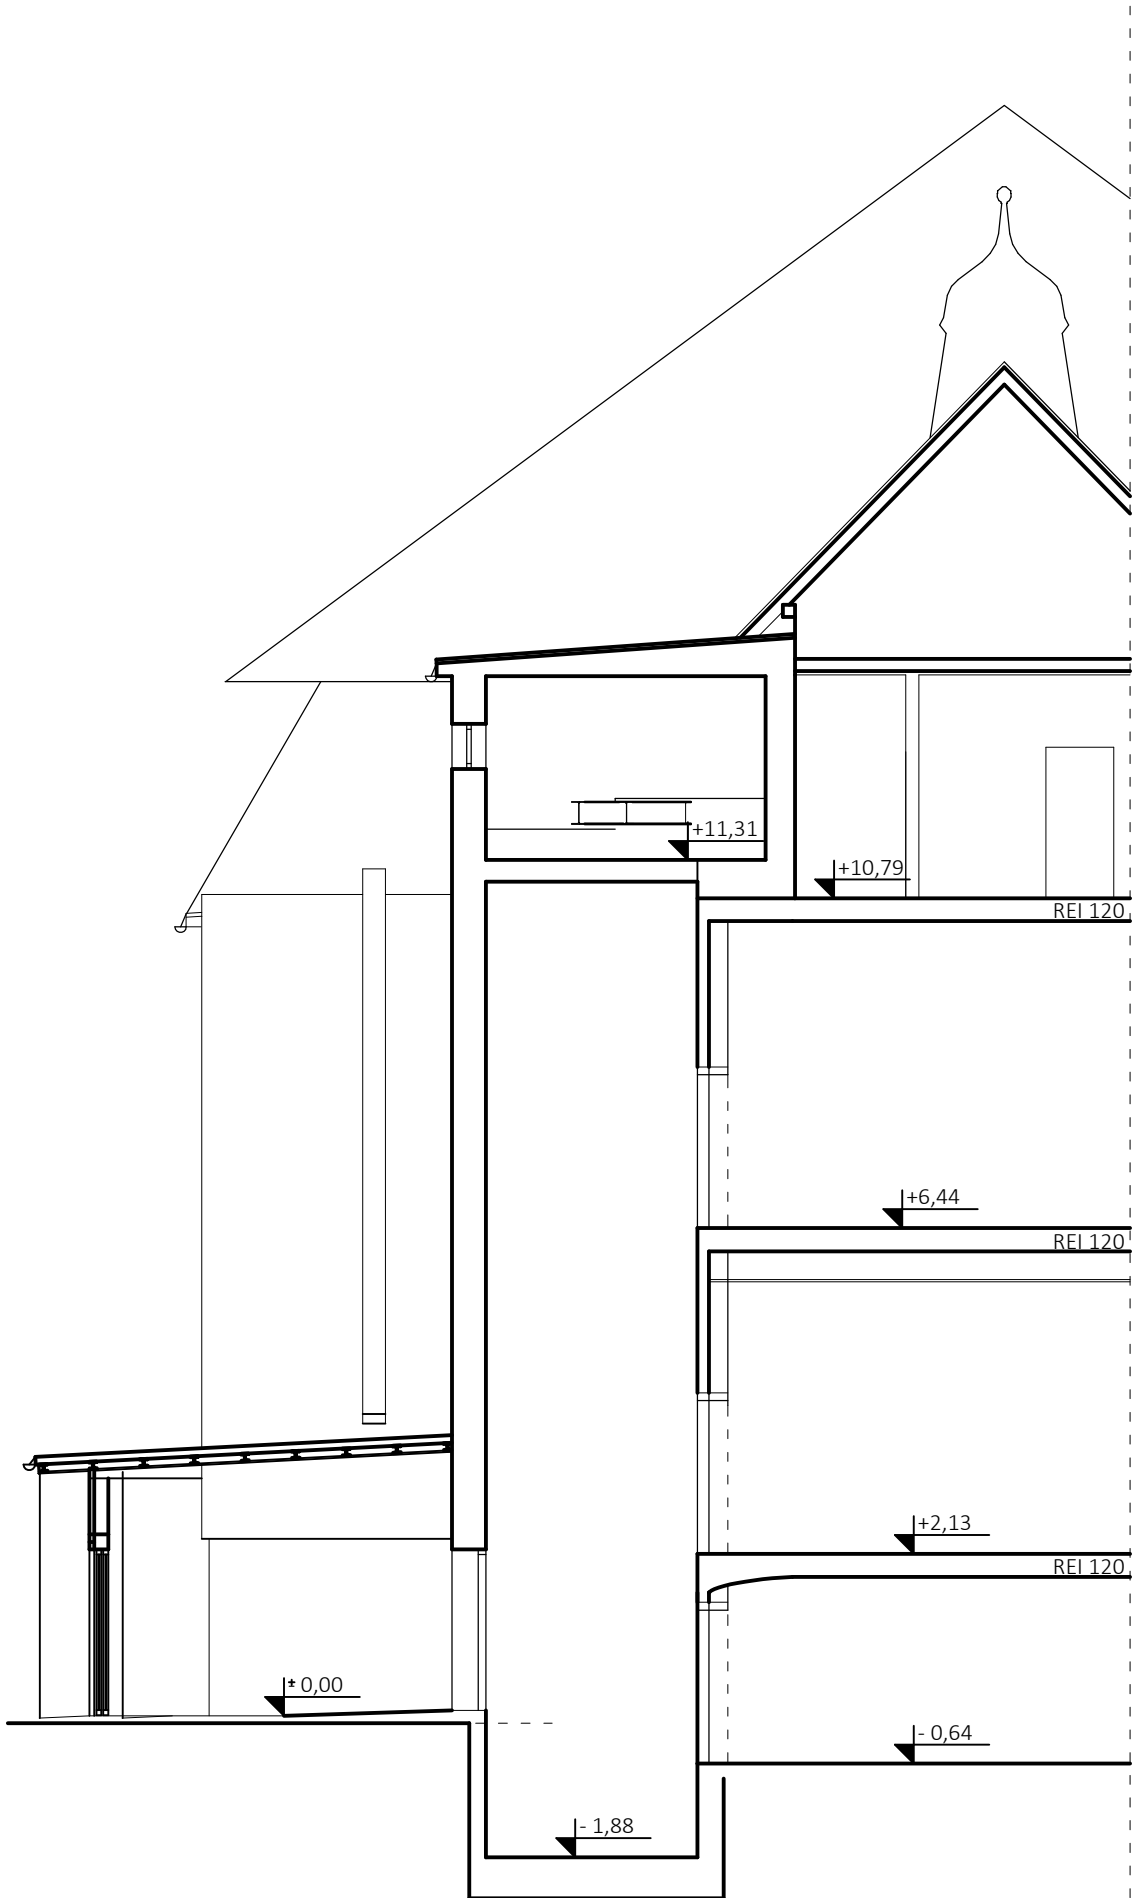 +11,31
+10,79
REI 120
+6,44
REI 120
+2,13
REI 120
± 0,00
- 0,64
- 1,88